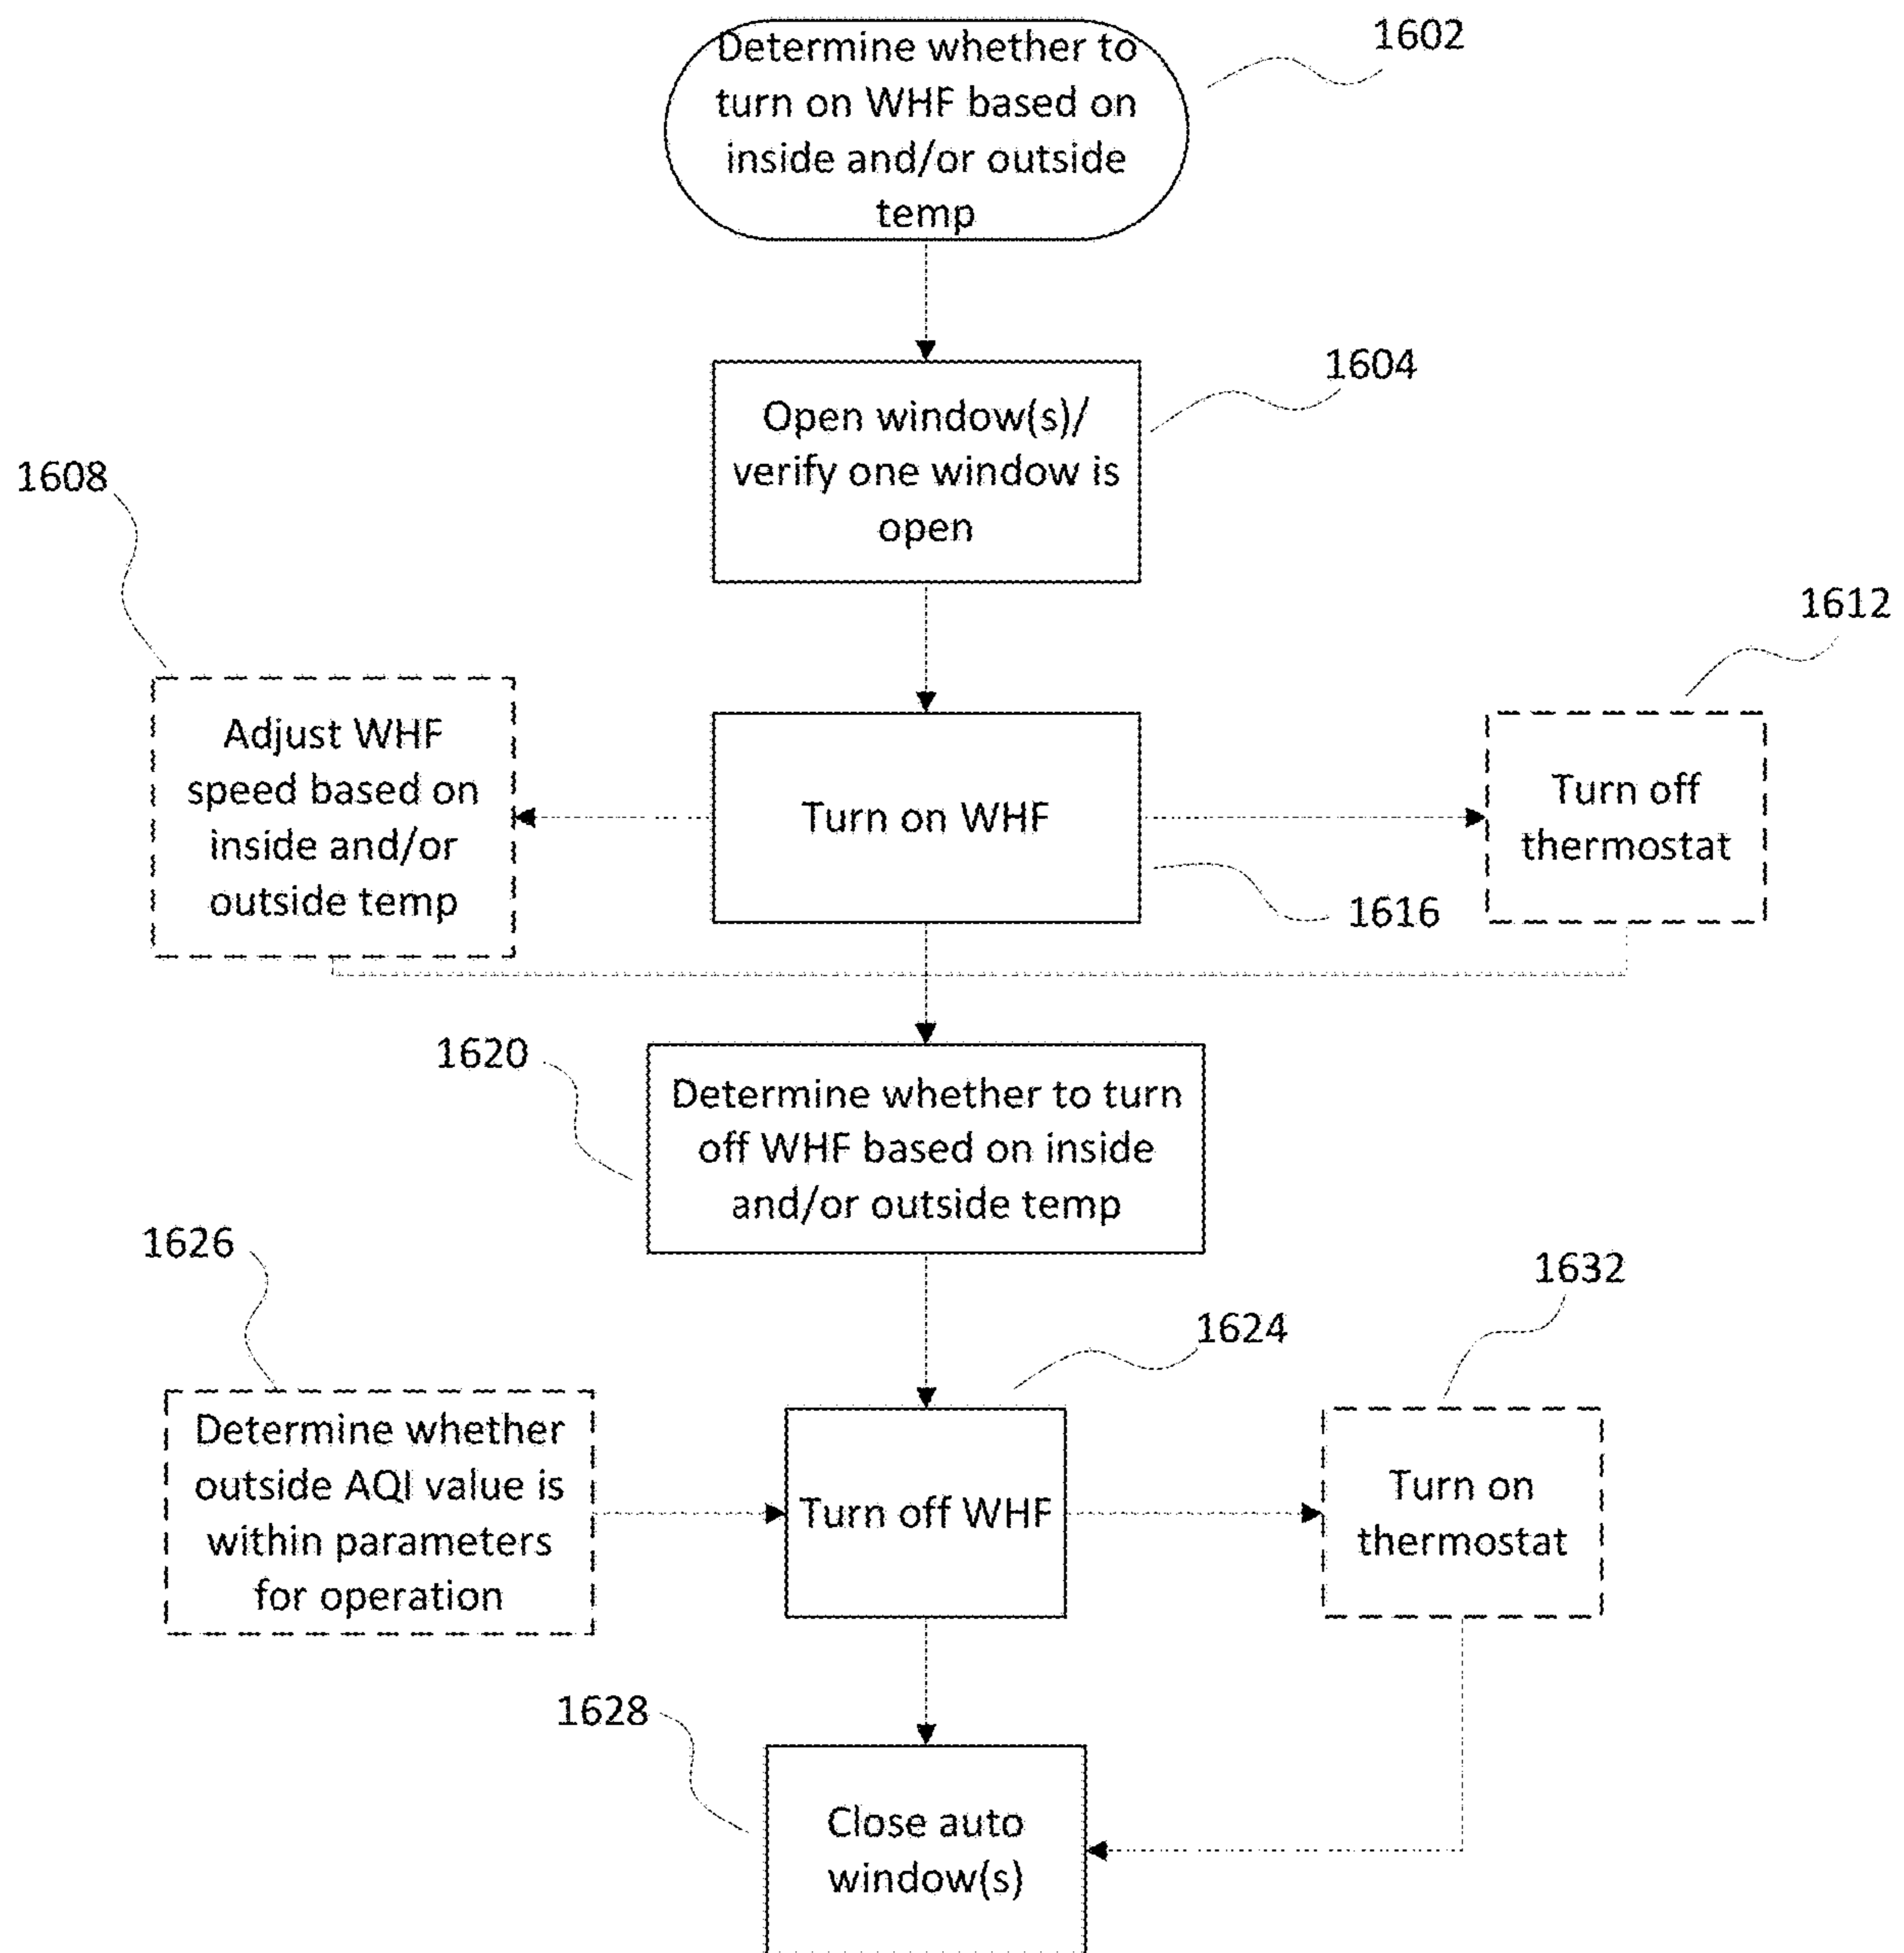 Determine whether to
turn on WHF based on
inside and/or outside
temp
1602
Open window(s)/
verify one window is
open
1604
1608
Adjust WHF
speed based on
inside and/or
outside temp
Turn on WHF
1616
1612
Turn off
thermostat
1620
Determine whether to turn
off WHF based on inside
and/or outside temp
1626
Determine whether
outside AQI value is
within parameters
for operation
1624
Turn off WHF
1632
Turn on
thermostat
1628
Close auto
window(s)